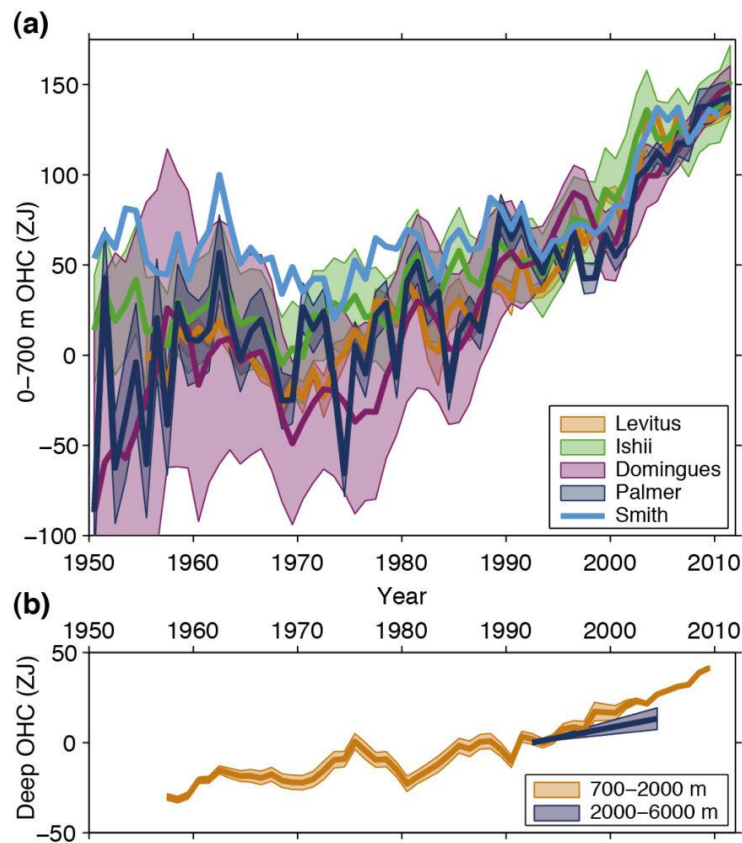 (a)
150
100
50
0
−50
−100
0−700 m OHC (ZJ)
Levitus
Ishii
Domingues
Palmer
Smith
1950 1960 1970 1980 1990 2000 2010
Year
(b)
1950 1960 1970 1980 1990 2000 2010
50
0
−50
Deep OHC (ZJ)
700−2000 m
2000−6000 m